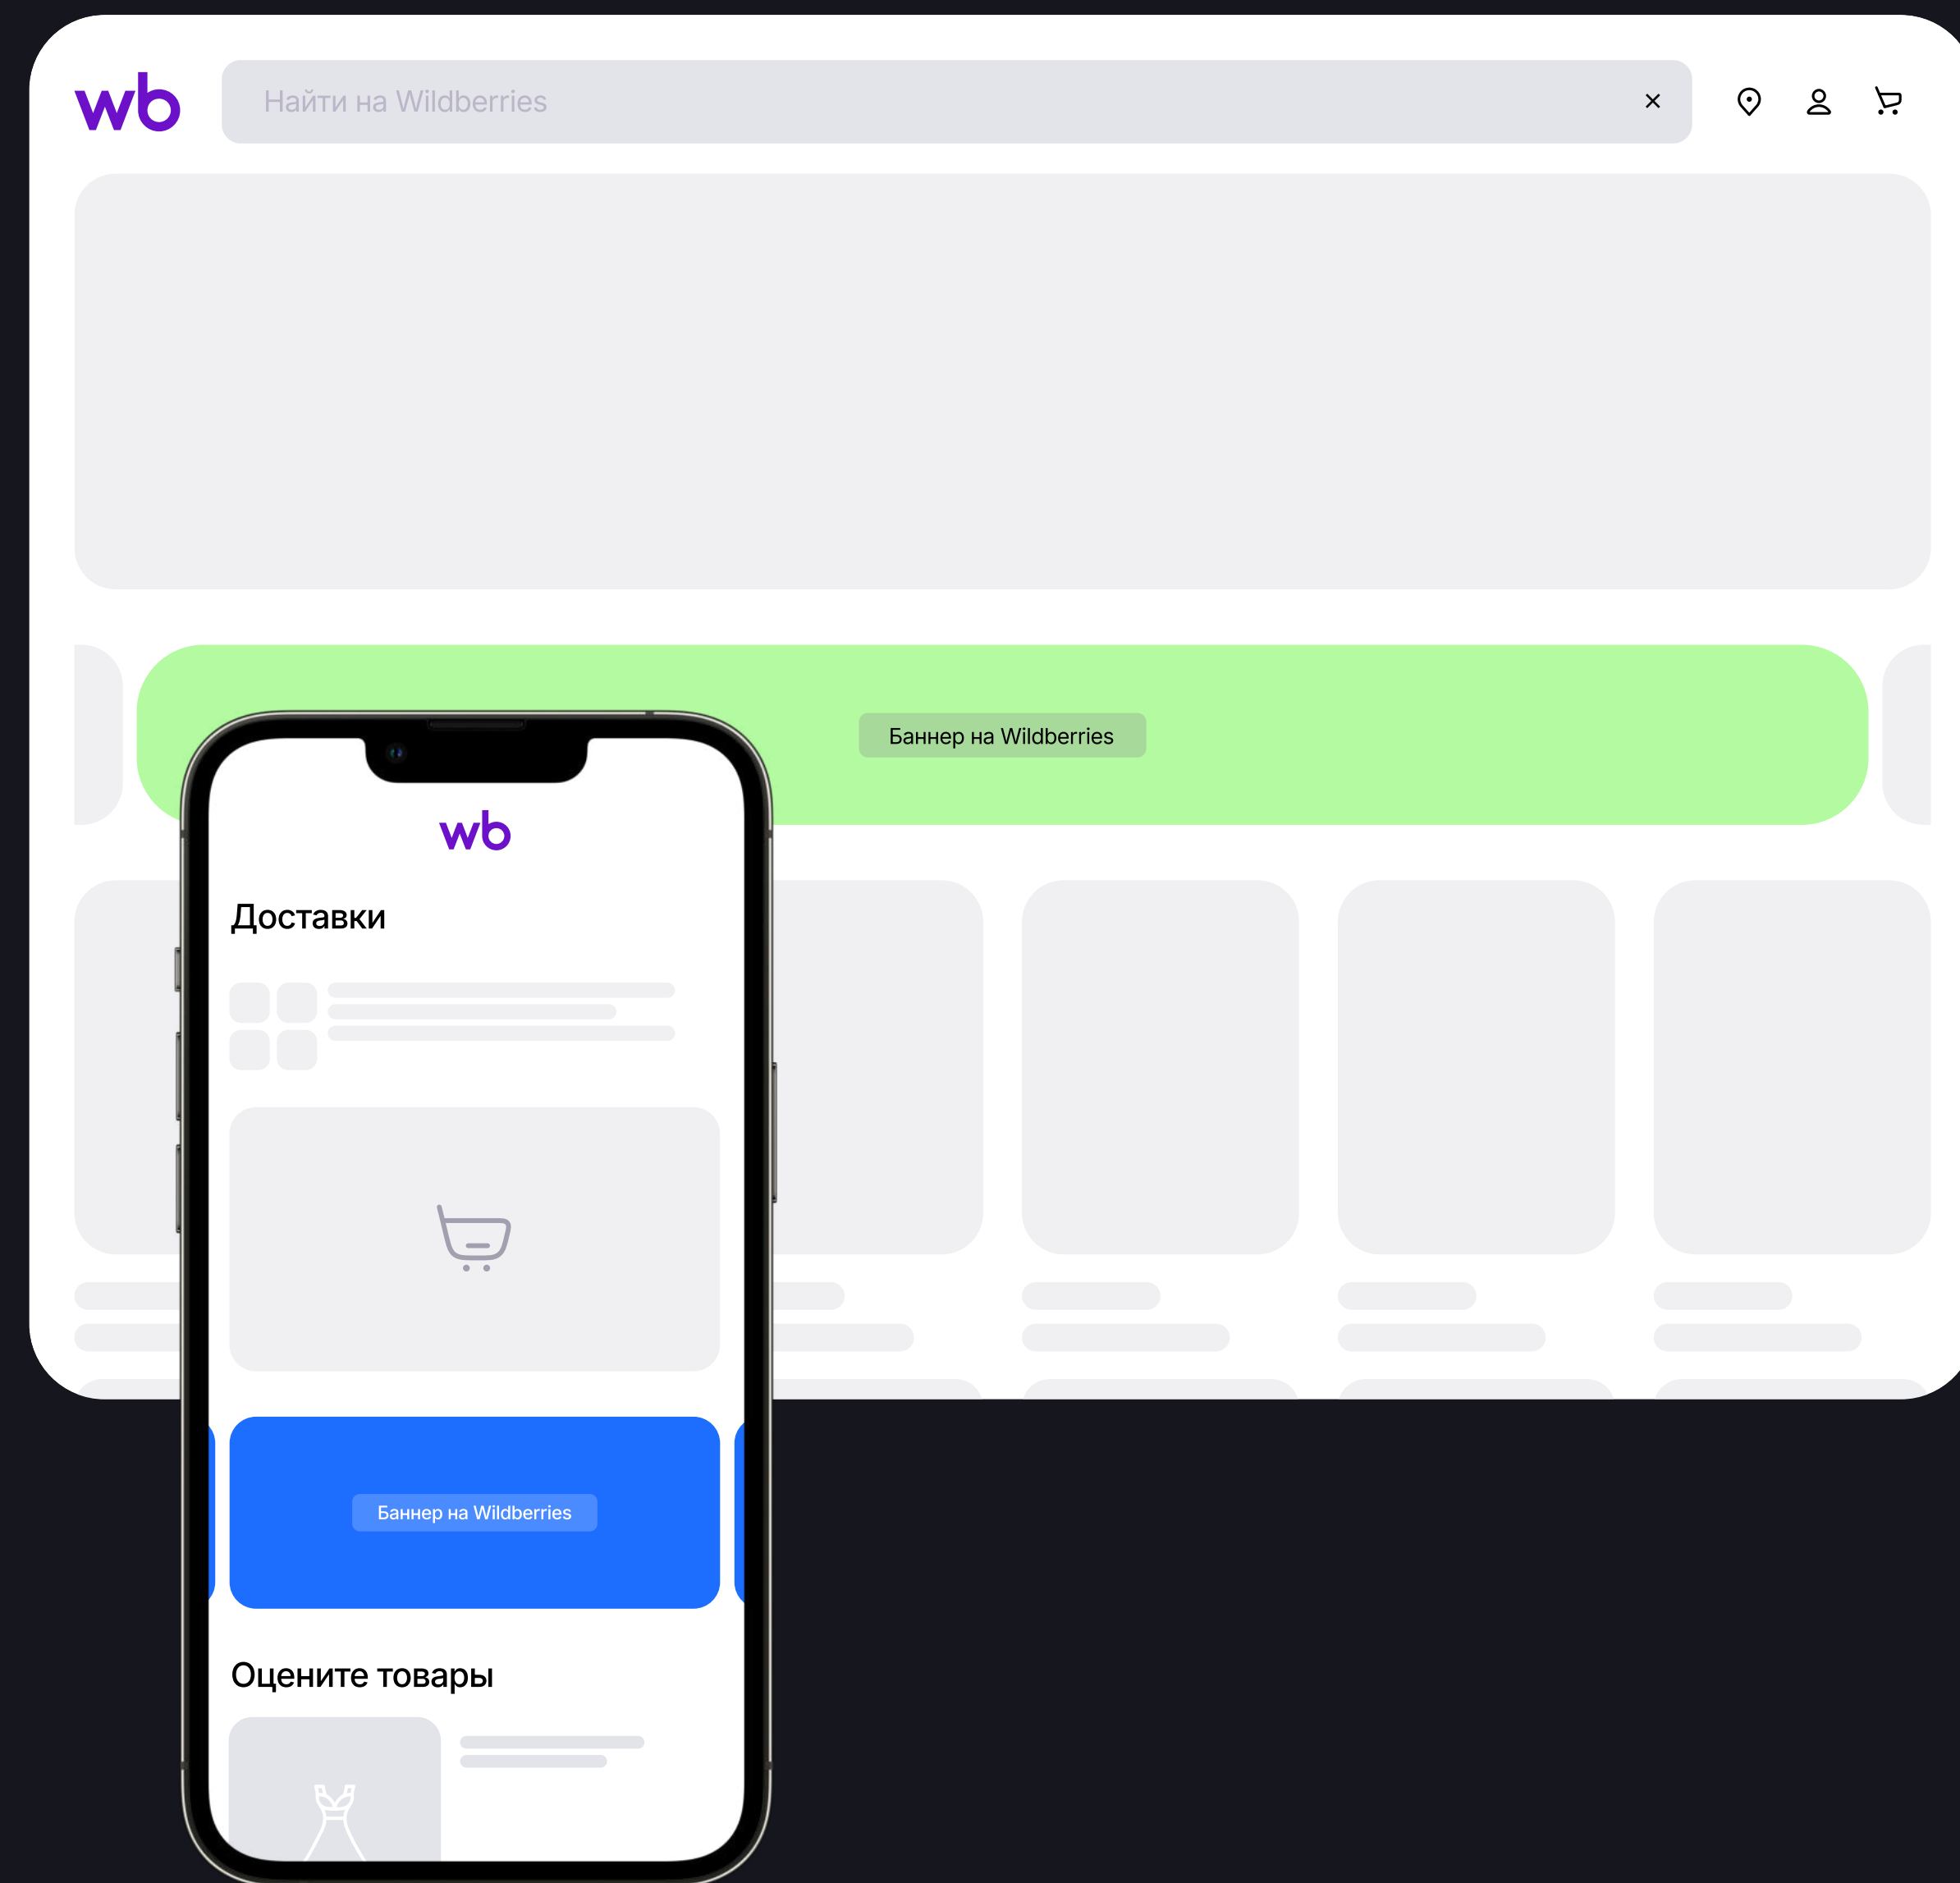 wb
Найти на Wildberries
Баннер на Wildberries
wb
Доставки
Баннер на Wildberries
Оцените товары